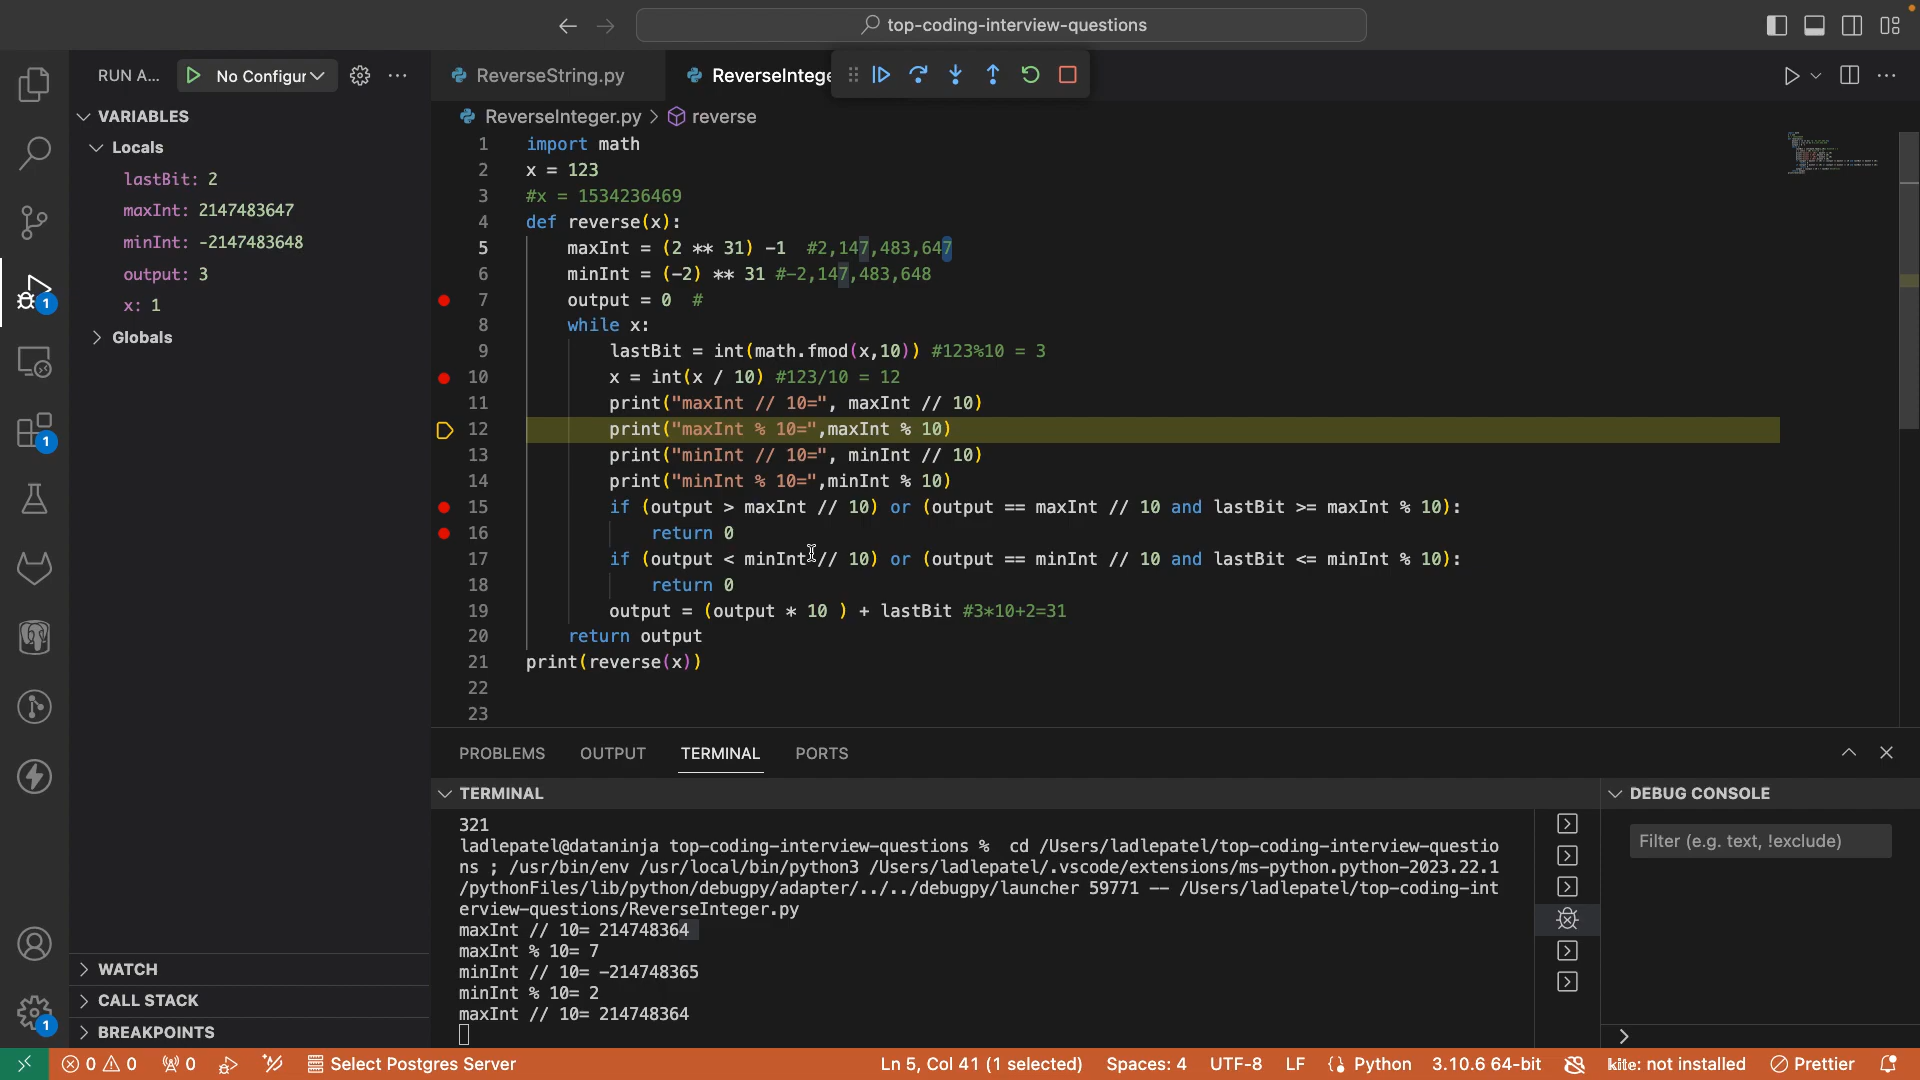 top-coding-interview-questions
RUN A...
No Configur
ReverseString.py
ReverseIntege
VARIABLES
Locals
lastBit: 2
maxInt: 2147483647
minInt: -2147483648
output: 3
x: 1
Globals
WATCH
CALL STACK
BREAKPOINTS
ReverseInteger.py > reverse
1 import math
2 x = 123
3 #x = 1534236469
4 def reverse(x):
5 maxInt = (2 ** 31) -1 #2,147,483,647
6 minInt = (-2) ** 31 #-2,147,483,648
7 output = 0 #
8 while x:
9 lastBit = int(math.fmod(x,10)) #123%10 = 3
10 x = int(x / 10) #123/10 = 12
11 print("maxInt // 10=", maxInt // 10)
12 print("maxInt % 10=",maxInt % 10)
13 print("minInt // 10=", minInt // 10)
14 print("minInt % 10=",minInt % 10)
15 if (output > maxInt // 10) or (output == maxInt // 10 and lastBit >= maxInt % 10):
16 return 0
17 if (output < minInt // 10) or (output == minInt // 10 and lastBit <= minInt % 10):
18 return 0
19 output = (output * 10 ) + lastBit #3*10+2=31
20 return output
21 print(reverse(x))
22
23
PROBLEMS OUTPUT TERMINAL PORTS
TERMINAL
321
ladlepatel@dataninja top-coding-interview-questions % cd /Users/ladlepatel/top-coding-interview-questio
ns ; /usr/bin/env /usr/local/bin/python3 /Users/ladlepatel/.vscode/extensions/ms-python.python-2023.22.1
/pythonFiles/lib/python/debugpy/adapter/../../debugpy/launcher 59771 -- /Users/ladlepatel/top-coding-int
erview-questions/ReverseInteger.py
maxInt // 10= 214748364
maxInt % 10= 7
minInt // 10= -214748365
minInt % 10= 2
maxInt // 10= 214748364
DEBUG CONSOLE
Filter (e.g. text, !exclude)
1
1
1
0 0 0 Select Postgres Server Ln 5, Col 41 (1 selected) Spaces: 4 UTF-8 LF Python 3.10.6 64-bit kite: not installed Prettier